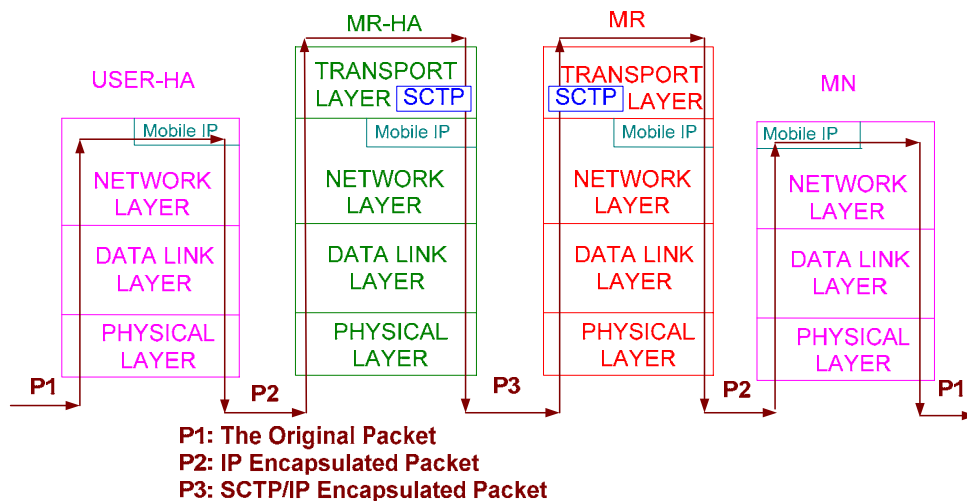 USER-HA
Mobile IP
NETWORK
LAYER
DATA LINK
LAYER
PHYSICAL
LAYER
MR-HA
TRANSPORT
LAYER SCTP
Mobile IP
NETWORK
LAYER
DATA LINK
LAYER
PHYSICAL
LAYER
MR
TRANSPORT
SCTP LAYER
Mobile IP
NETWORK
LAYER
DATA LINK
LAYER
PHYSICAL
LAYER
MN
Mobile IP
NETWORK
LAYER
DATA LINK
LAYER
PHYSICAL
LAYER
P1
P2
P3
P2
P1
P1: The Original Packet
P2: IP Encapsulated Packet
P3: SCTP/IP Encapsulated Packet